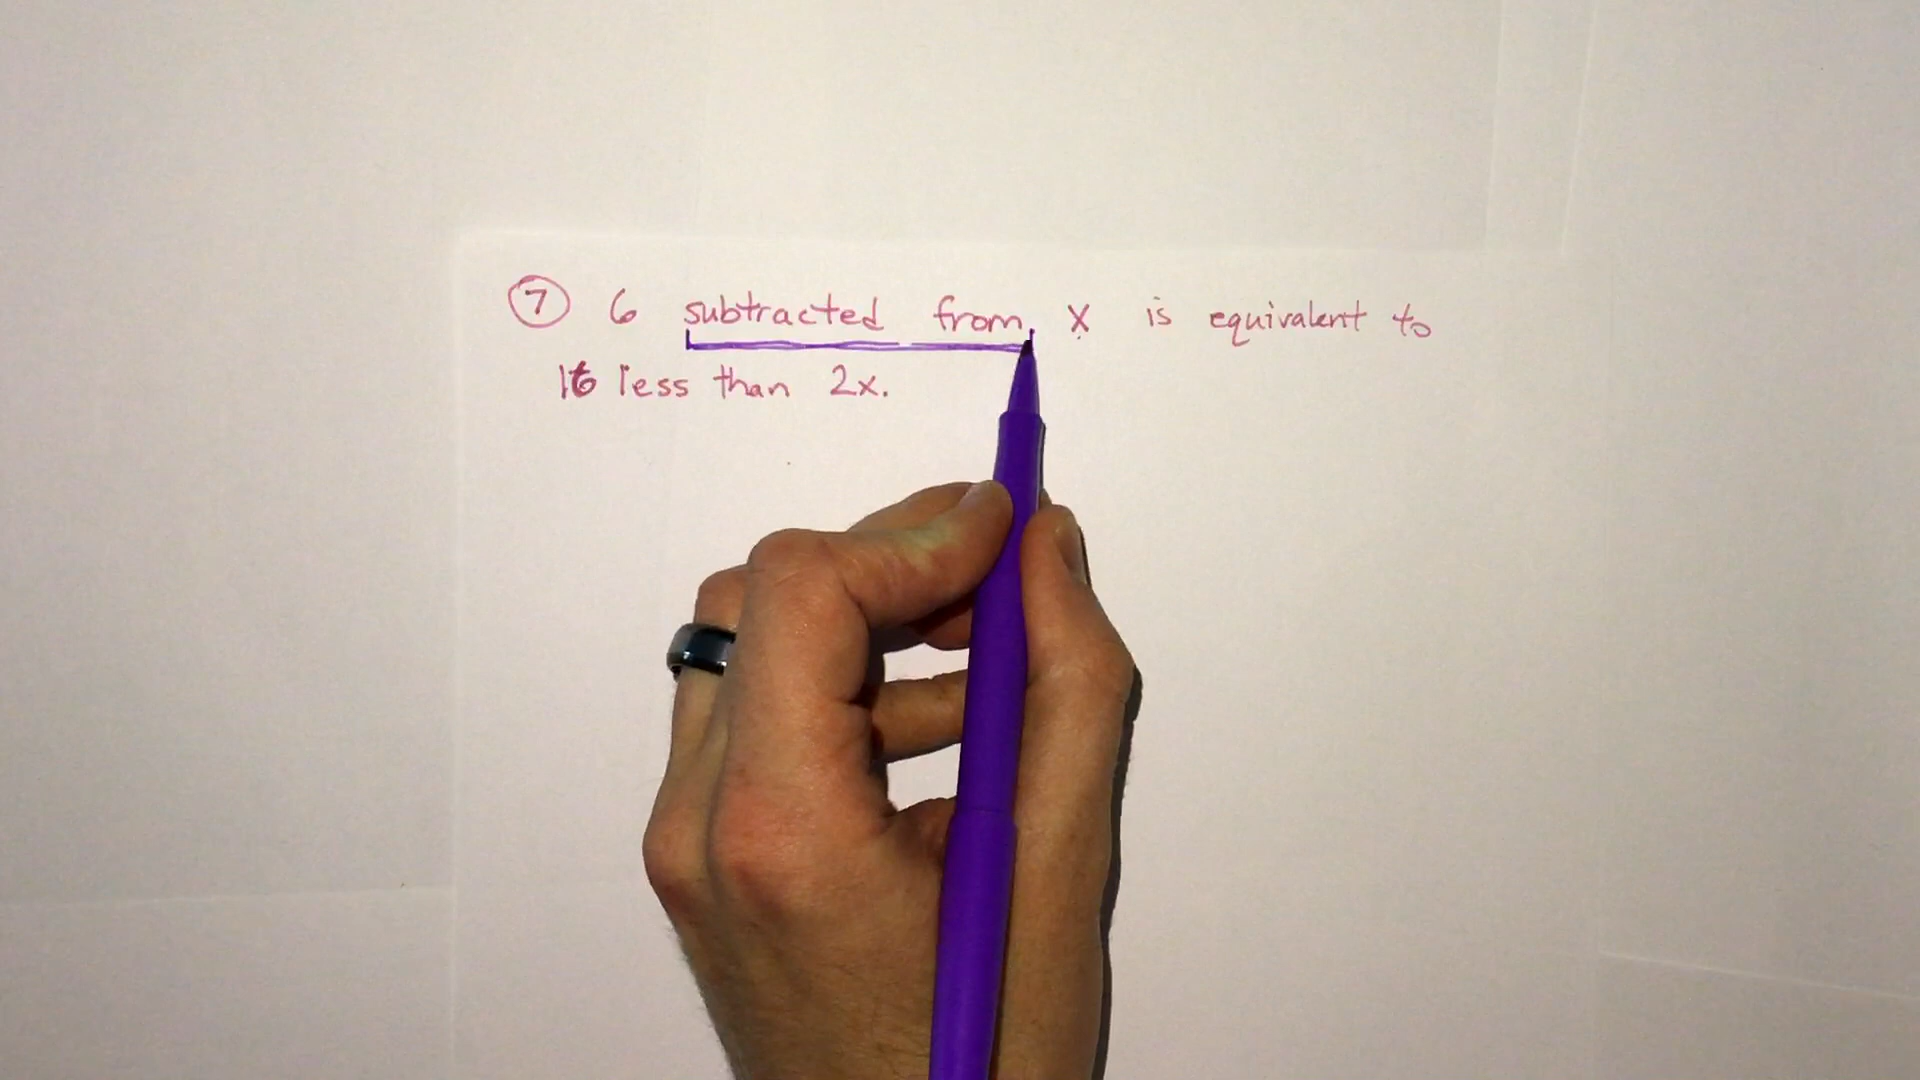 7 6 subtracted from x is equivalent to
16 less than 2x.